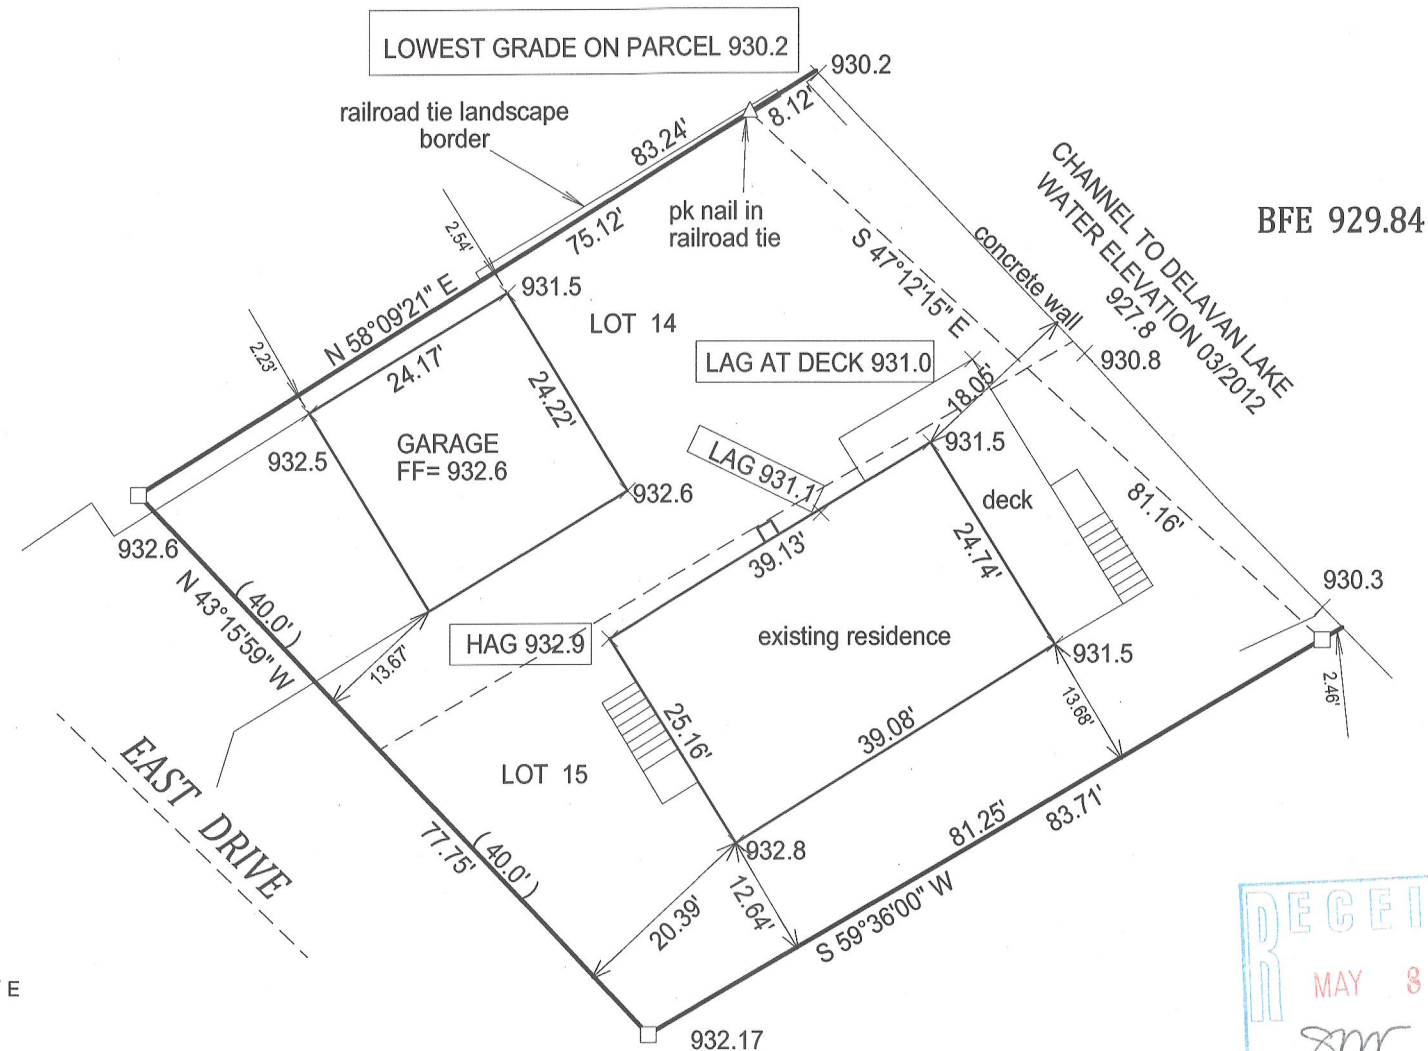 LOWEST GRADE ON PARCEL 930.2
930.2
railroad tie landscape
border
83.24'
8.12'
pk nail in
railroad tie
75.12'
2.54'
CHANNEL TO DELAVAN LAKE
WATER ELEVATION 03/2012
927.8
BFE 929.84
concrete wall
S 47°12'15" E
931.5
LOT 14
N 58°09'21" E
2.23'
24.17'
24.22'
LAG AT DECK 931.0
930.8
18.05'
GARAGE
FF= 932.6
932.5
931.5
LAG 931.1
932.6
deck
81.16'
932.6
39.13'
24.74'
930.3
N 43°15'59" W
( 40.0' )
HAG 932.9
existing residence
931.5
13.67'
13.68'
2.46'
25.16'
39.08'
EAST DRIVE
LOT 15
77.75'
( 40.0' )
81.25'
83.71'
932.8
12.64'
20.39'
S 59°36'00" W
932.17
E
RECEI
MAY 8